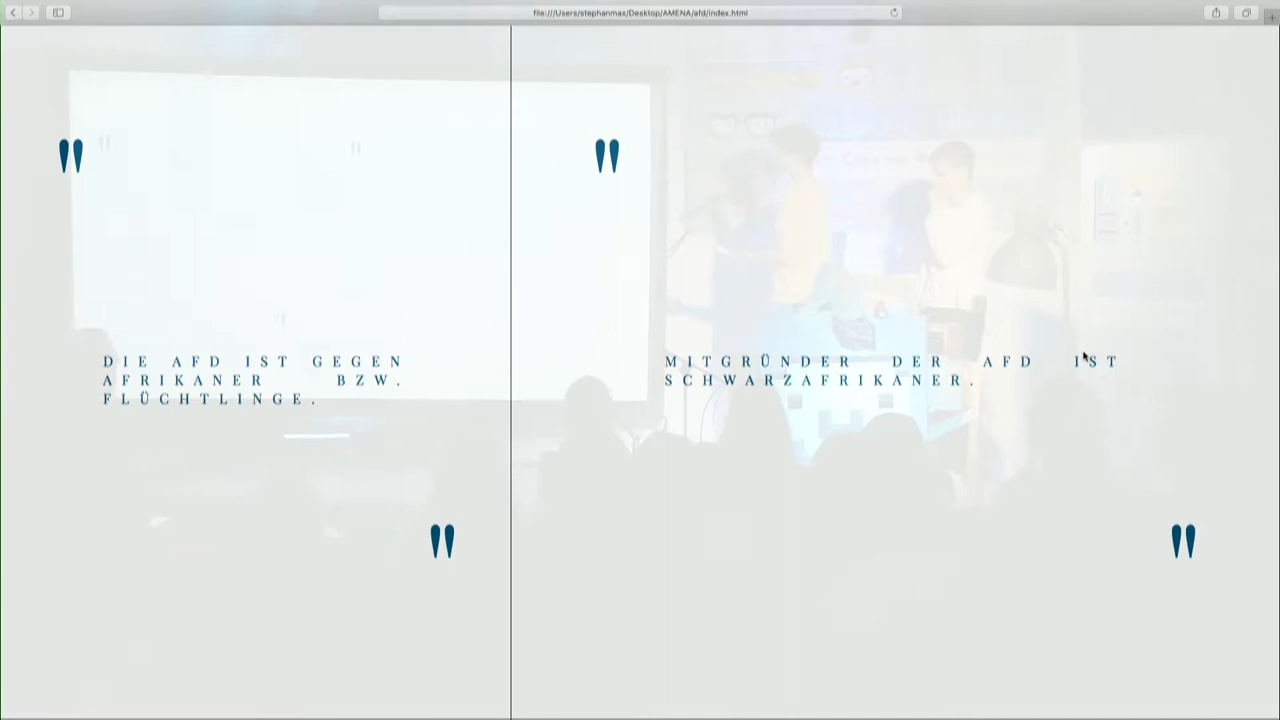 file:///Users/stephanmax/Desktop/AMENA/afd/index.html
"
DIE AFD IST GEGEN
AFRIKANER BZW.
FLÜCHTLINGE.
"
"
MITGRÜNDER DER AFD IST
SCHWARZAFRIKANER.
"